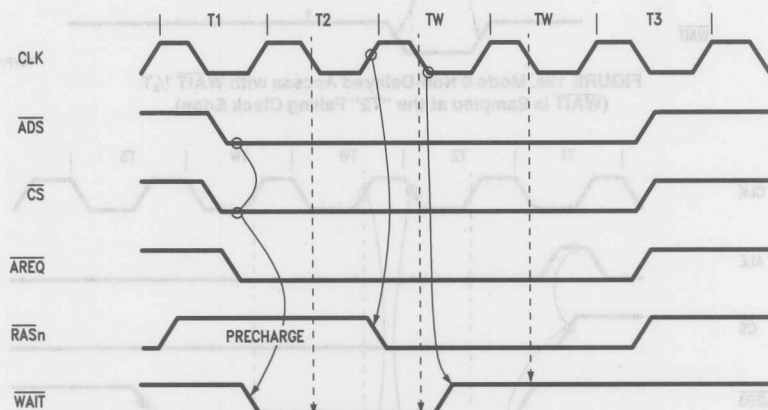 T1 T2 TW TW T3
CLK
ADS
CS
AREQ
RASn
PRECHARGE
WAIT